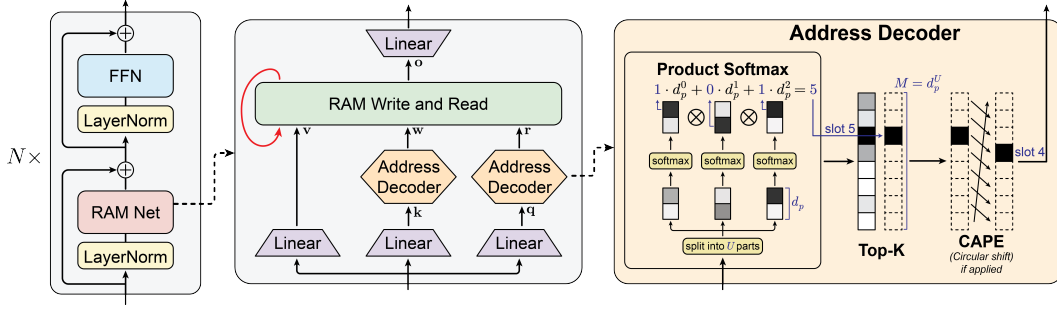 N×
FFN
LayerNorm
RAM Net
LayerNorm
Linear
o
RAM Write and Read
v
w
r
Address
Decoder
Address
Decoder
k
q
Linear
Linear
Linear
Address Decoder
Product Softmax
1 · d_p^0 + 0 · d_p^1 + 1 · d_p^2 = 5
softmax
softmax
softmax
d_p
split into U parts
slot 5
M = d_p^U
Top-K
slot 4
CAPE
(Circular shift)
if applied